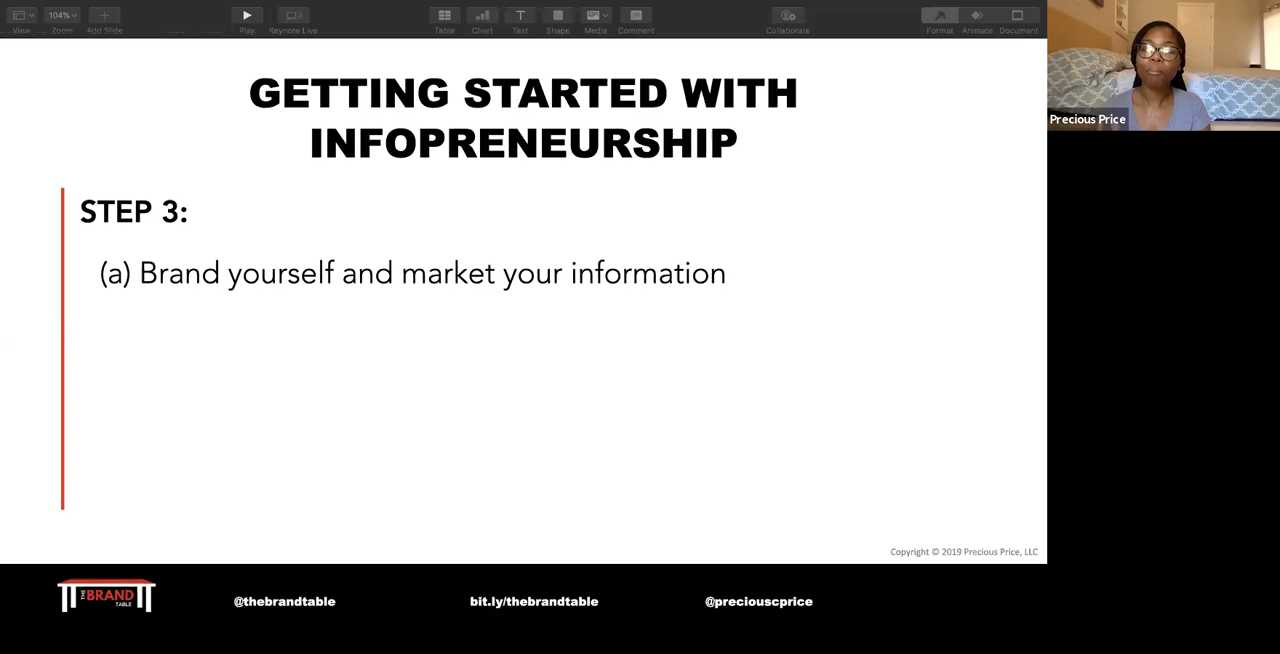 104%
View
Zoom
Add Slide
Play
Keynote Live
Table
Chart
Text
Shape
Media
Comment
Collaborate
Format
Animate
Document
Precious Price
GETTING STARTED WITH
INFOPRENEURSHIP
STEP 3:
(a) Brand yourself and market your information
Copyright © 2019 Precious Price, LLC
THE
BRAND
TABLE
@thebrandtable
bit.ly/thebrandtable
@preciouscprice